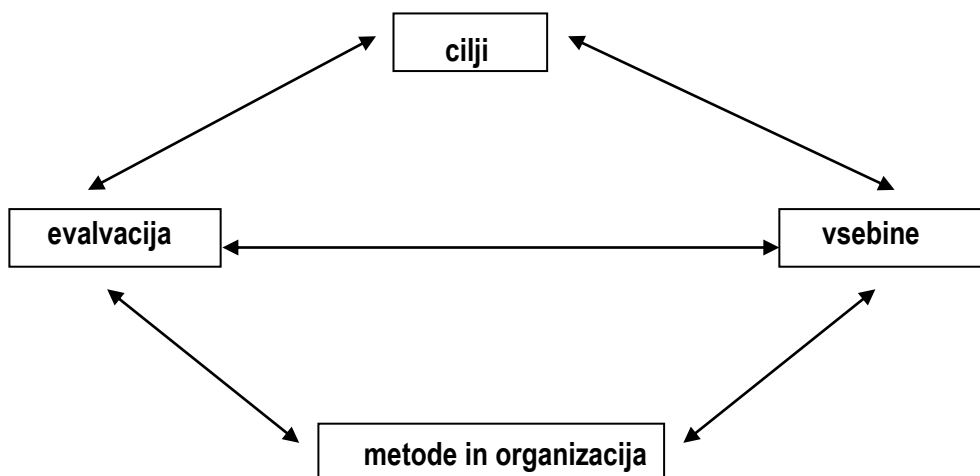 cilji
evalvacija
vsebine
metode in organizacija